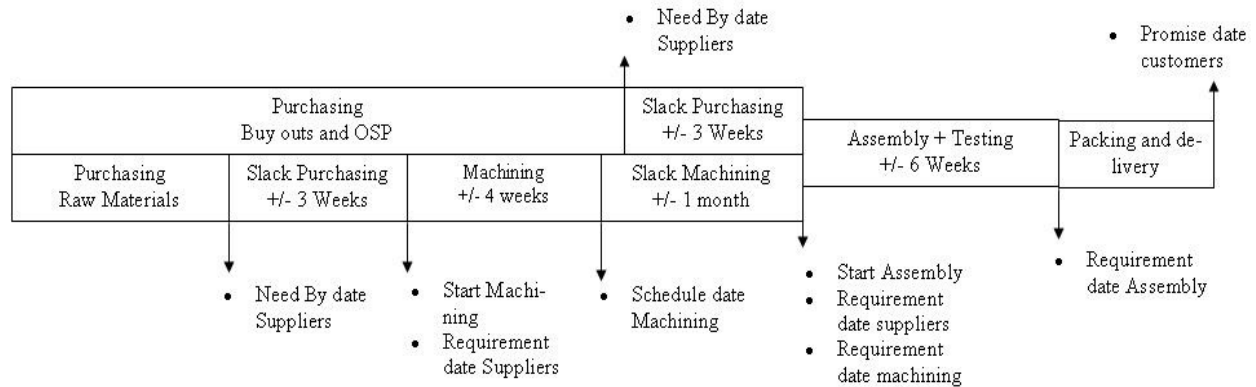 • Need By date
Suppliers
• Promise date
customers
Purchasing
Buy outs and OSP
Slack Purchasing
+/- 3 Weeks
Assembly + Testing
+/- 6 Weeks
Packing and de-
livery
Purchasing
Raw Materials
Slack Purchasing
+/- 3 Weeks
Machining
+/- 4 weeks
Slack Machining
+/- 1 month
• Need By date
Suppliers
• Start Machi-
ning
• Requirement
date Suppliers
• Schedule date
Machining
• Start Assembly
• Requirement
date suppliers
• Requirement
date machining
• Requirement
date Assembly